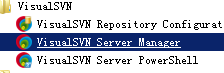 VisualSVN
VisualSVN Repository Configurat
VisualSVN Server Manager
VisualSVN Server PowerShell